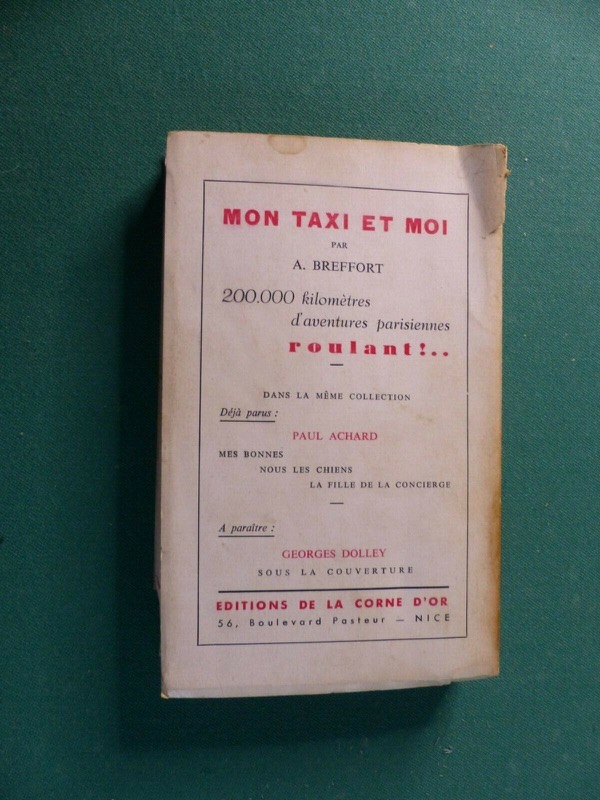 MON TAXI ET MOI
PAR
A. BREFFORT
200.000 kilomètres
d'aventures parisiennes
roulant!..
DANS LA MÊME COLLECTION
Déjà parus :
PAUL ACHARD
MES BONNES
NOUS LES CHIENS
LA FILLE DE LA CONCIERGE
A paraître :
GEORGES DOLLEY
SOUS LA COUVERTURE
EDITIONS DE LA CORNE D'OR
56, Boulevard Pasteur — NICE